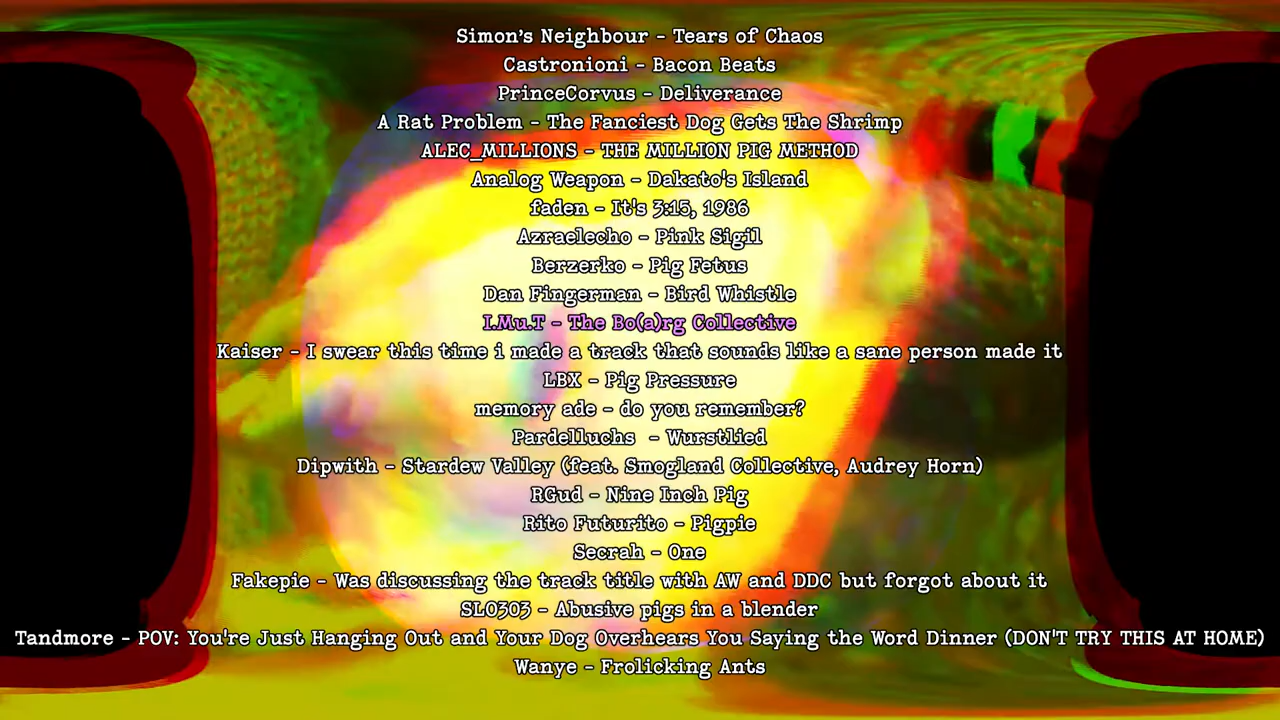 Simon's Neighbour - Tears of Chaos
Castronioni - Bacon Beats
PrinceCorvus - Deliverance
A Rat Problem - The Fanciest Dog Gets The Shrimp
ALEC_MILLIONS - THE MILLION PIG METHOD
Analog Weapon - Dakato's Island
faden - It's 3:15, 1986
Azraelecho - Pink Sigil
Berzerko - Pig Fetus
Dan Fingerman - Bird Whistle
I.Mu.T - The Bo(a)rg Collective
Kaiser - I swear this time i made a track that sounds like a sane person made it
LBX - Pig Pressure
memory ade - do you remember?
Pardelluchs - Wurstlied
Dipwith - Stardew Valley (feat. Smogland Collective, Audrey Horn)
RGud - Nine Inch Pig
Rito Futurito - Pigpie
Secrah - One
Fakepie - Was discussing the track title with AW and DDC but forgot about it
SLO303 - Abusive pigs in a blender
Tandmore - POV: You're Just Hanging Out and Your Dog Overhears You Saying the Word Dinner (DON'T TRY THIS AT HOME)
Wanye - Frolicking Ants